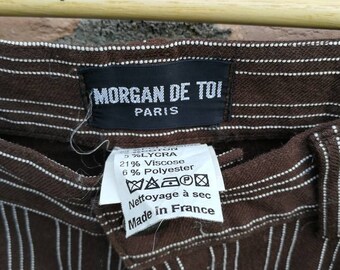 MORGAN DE TOI
PARIS
% LYCRA
21% Viscose
6% Polyester
Nettoyage à sec
Made in France